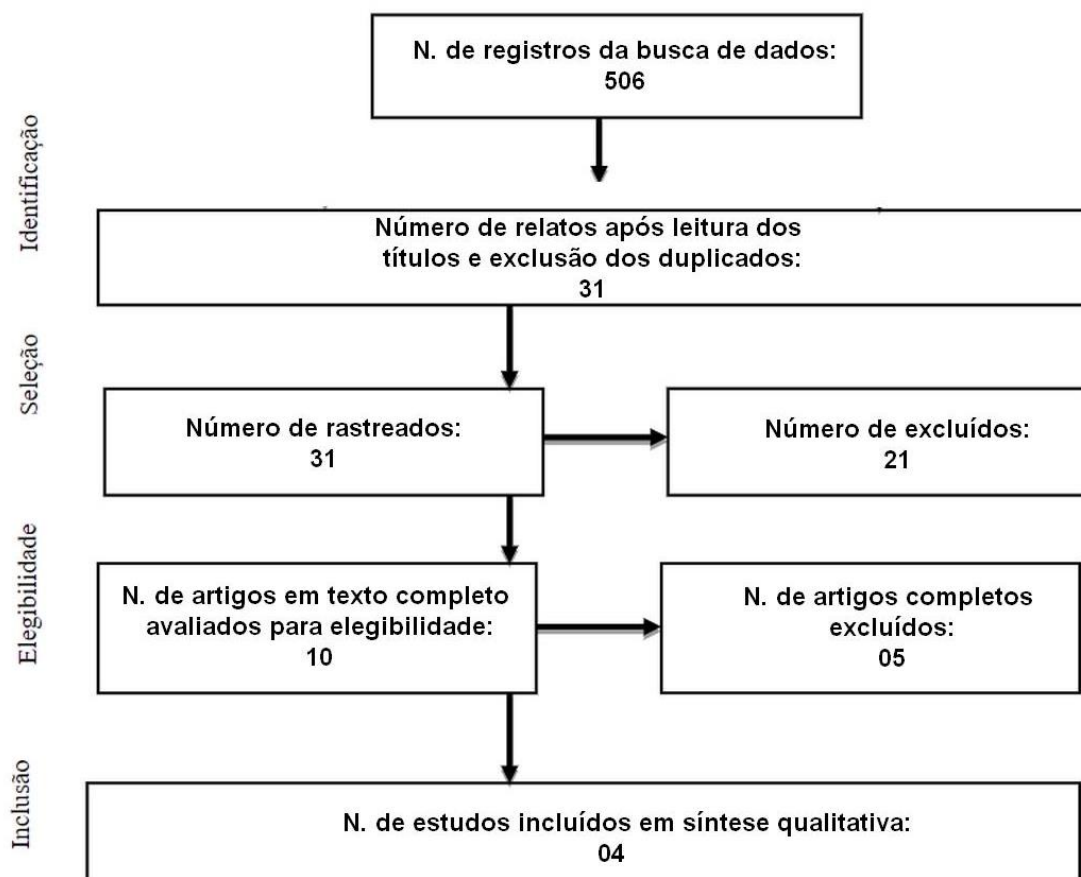 N. de registros da busca de dados:
506
Identificação
Número de relatos após leitura dos
títulos e exclusão dos duplicados:
31
Seleção
Número de rastreados:
31
Número de excluídos:
21
Elegibilidade
N. de artigos em texto completo
avaliados para elegibilidade:
10
N. de artigos completos
excluídos:
05
Inclusão
N. de estudos incluídos em síntese qualitativa:
04